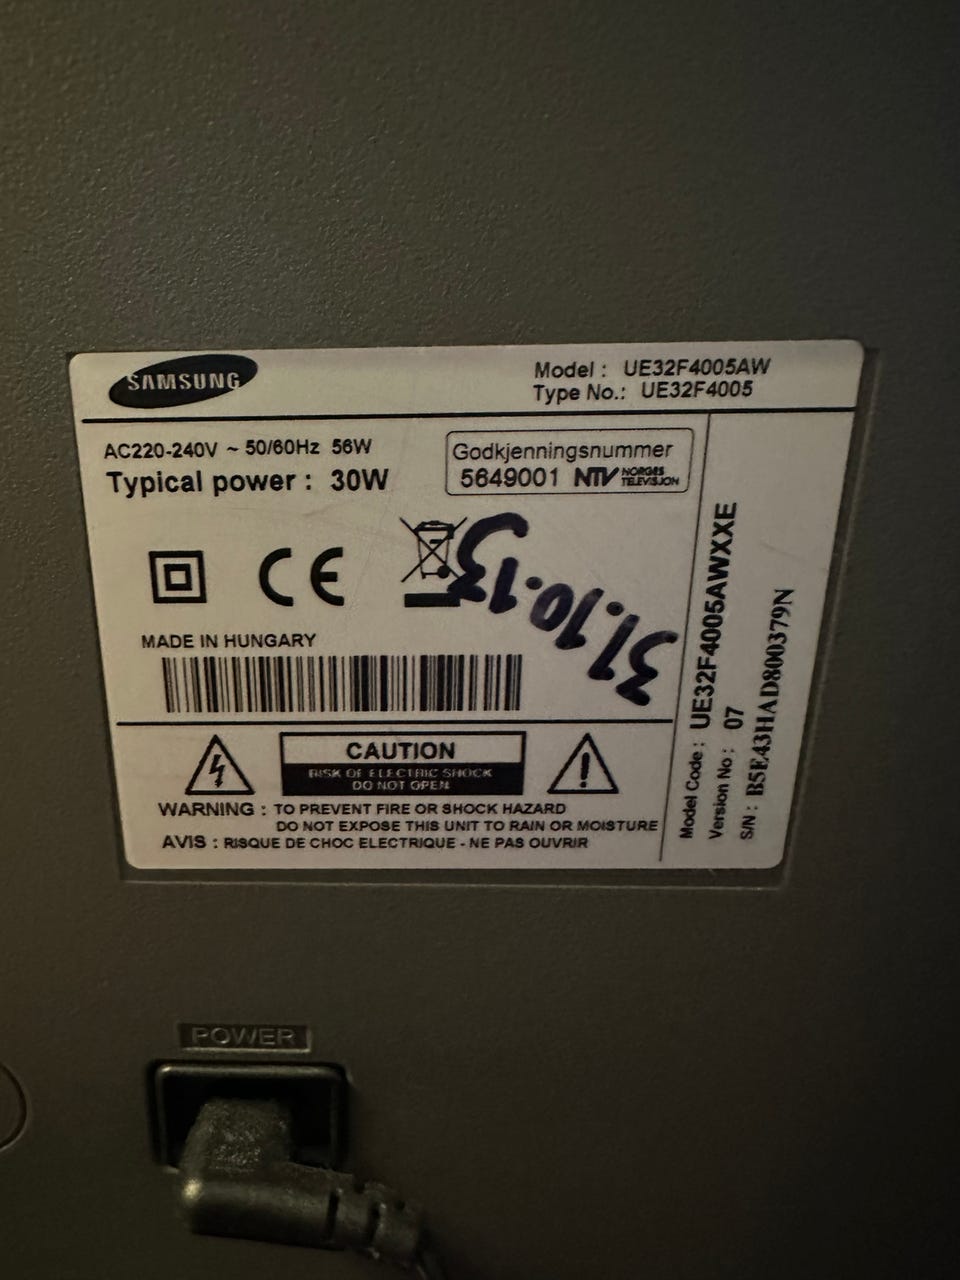 SAMSUNG
Model : UE32F4005AW
Type No.: UE32F4005
AC220-240V ~ 50/60Hz 56W
Typical power : 30W
Godkjenningsnummer
5649001 NTV NORGES TELEVISJON
CE
31.10.13
MADE IN HUNGARY
CAUTION
RISK OF ELECTRIC SHOCK
DO NOT OPEN
WARNING : TO PREVENT FIRE OR SHOCK HAZARD
DO NOT EXPOSE THIS UNIT TO RAIN OR MOISTURE
AVIS : RISQUE DE CHOC ELECTRIQUE - NE PAS OUVRIR
Model Code : UE32F4005AWXXE
Version No : 07
S/N : B5E43HAD800379N
POWER